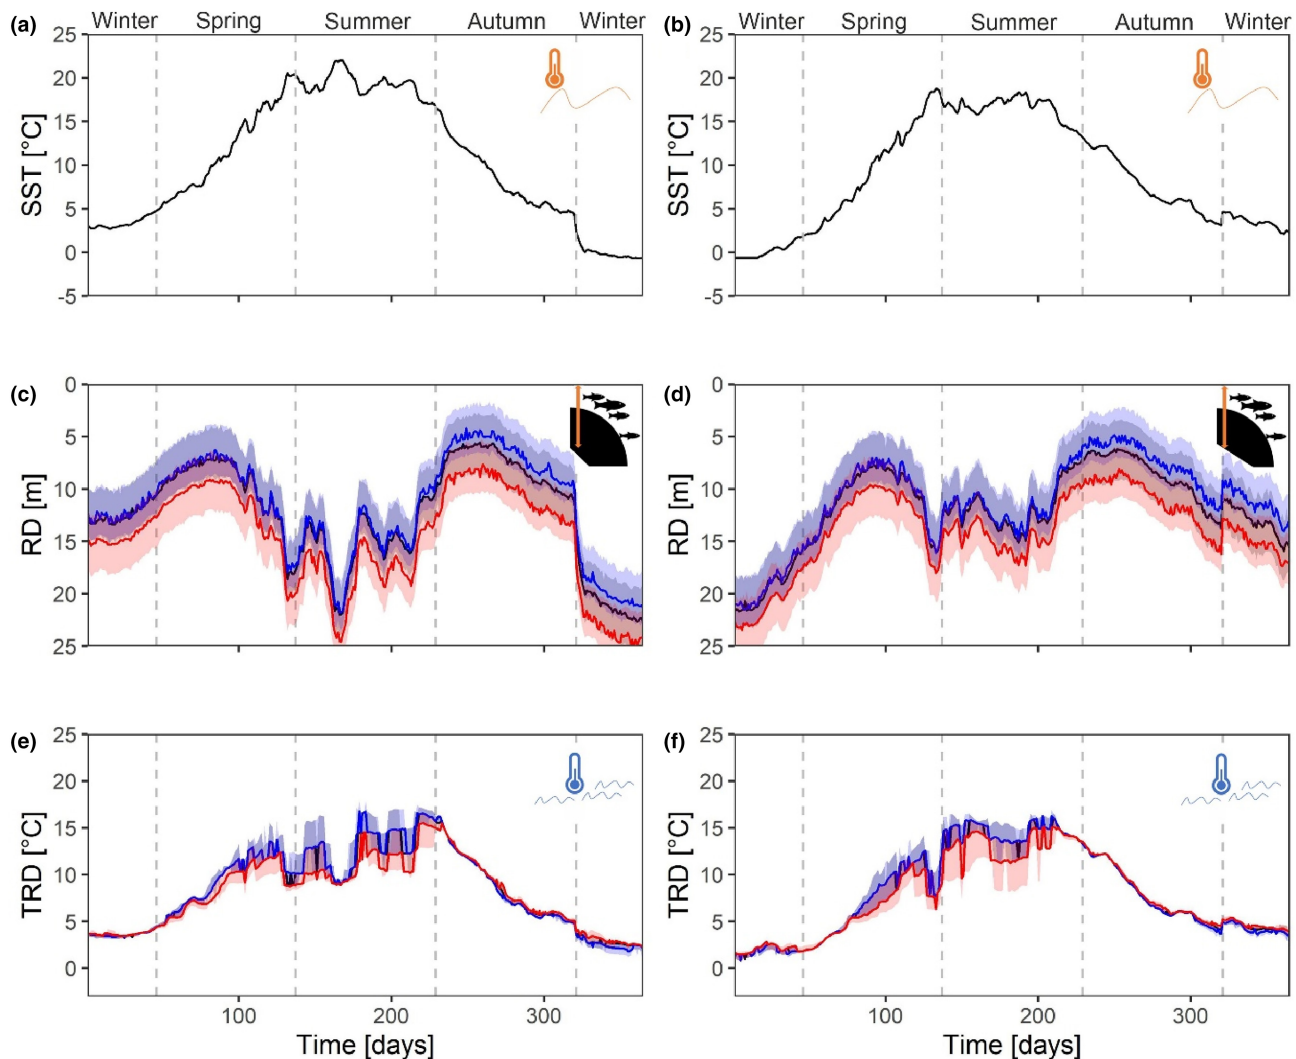 (a) Winter Spring Summer Autumn Winter
(b) Winter Spring Summer Autumn Winter
SST [°C]
25
20
15
10
5
0
-5
SST [°C]
25
20
15
10
5
0
-5
(c)
RD [m]
0
5
10
15
20
25
(d)
RD [m]
0
5
10
15
20
25
(e)
TRD [°C]
25
20
15
10
5
0
100 200 300
Time [days]
(f)
TRD [°C]
25
20
15
10
5
0
100 200 300
Time [days]